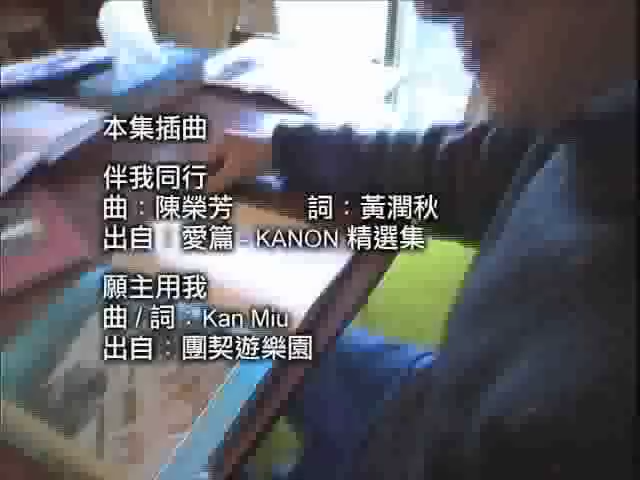 本集插曲
伴我同行
曲：陳榮芳 詞：黃潤秋
出自：愛篇 - KANON 精選集
願主用我
曲 / 詞：Kan Miu
出自：團契遊樂園